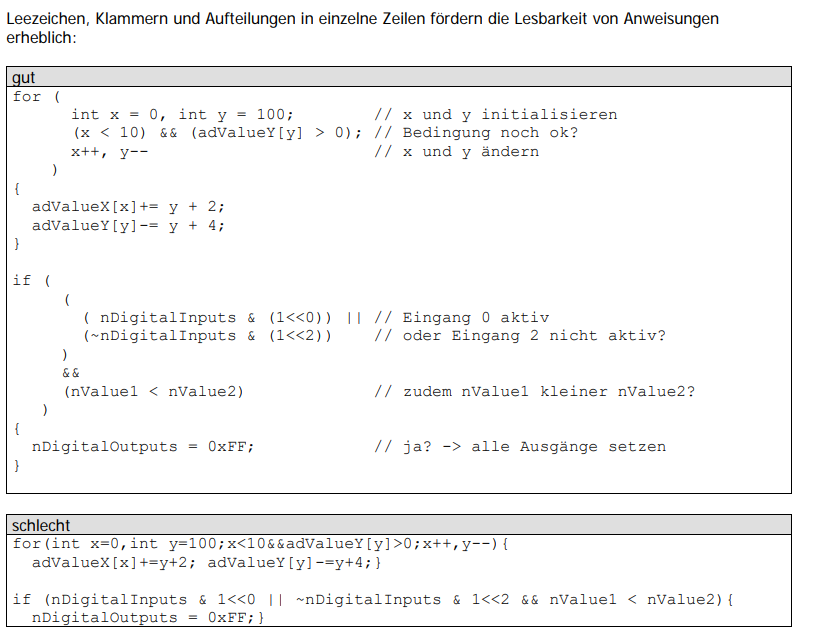 Leezeichen, Klammern und Aufteilungen in einzelne Zeilen fördern die Lesbarkeit von Anweisungen
erheblich:
gut
for (
      int x = 0, int y = 100;        // x und y initialisieren
      (x < 10) && (adValueY[y] > 0); // Bedingung noch ok?
      x++, y--                       // x und y ändern
    )
{
  adValueX[x]+= y + 2;
  adValueY[y]-= y + 4;
}
if (
     (
       ( nDigitalInputs & (1<<0)) || // Eingang 0 aktiv
       (~nDigitalInputs & (1<<2))    // oder Eingang 2 nicht aktiv?
     )
     &&
     (nValue1 < nValue2)             // zudem nValue1 kleiner nValue2?
   )
{
  nDigitalOutputs = 0xFF;            // ja? -> alle Ausgänge setzen
}
schlecht
for(int x=0,int y=100;x<10&&adValueY[y]>0;x++,y--){
  adValueX[x]+=y+2; adValueY[y]-=y+4;}
if (nDigitalInputs & 1<<0 || ~nDigitalInputs & 1<<2 && nValue1 < nValue2){
  nDigitalOutputs = 0xFF;}